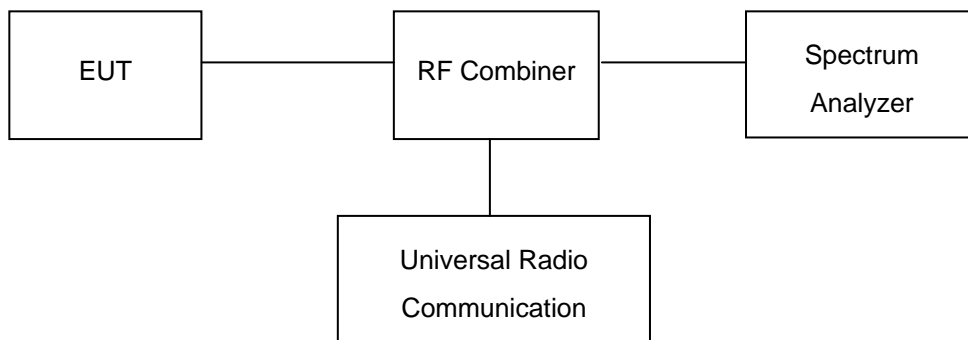 EUT
RF Combiner
Spectrum
Analyzer
Universal Radio
Communication